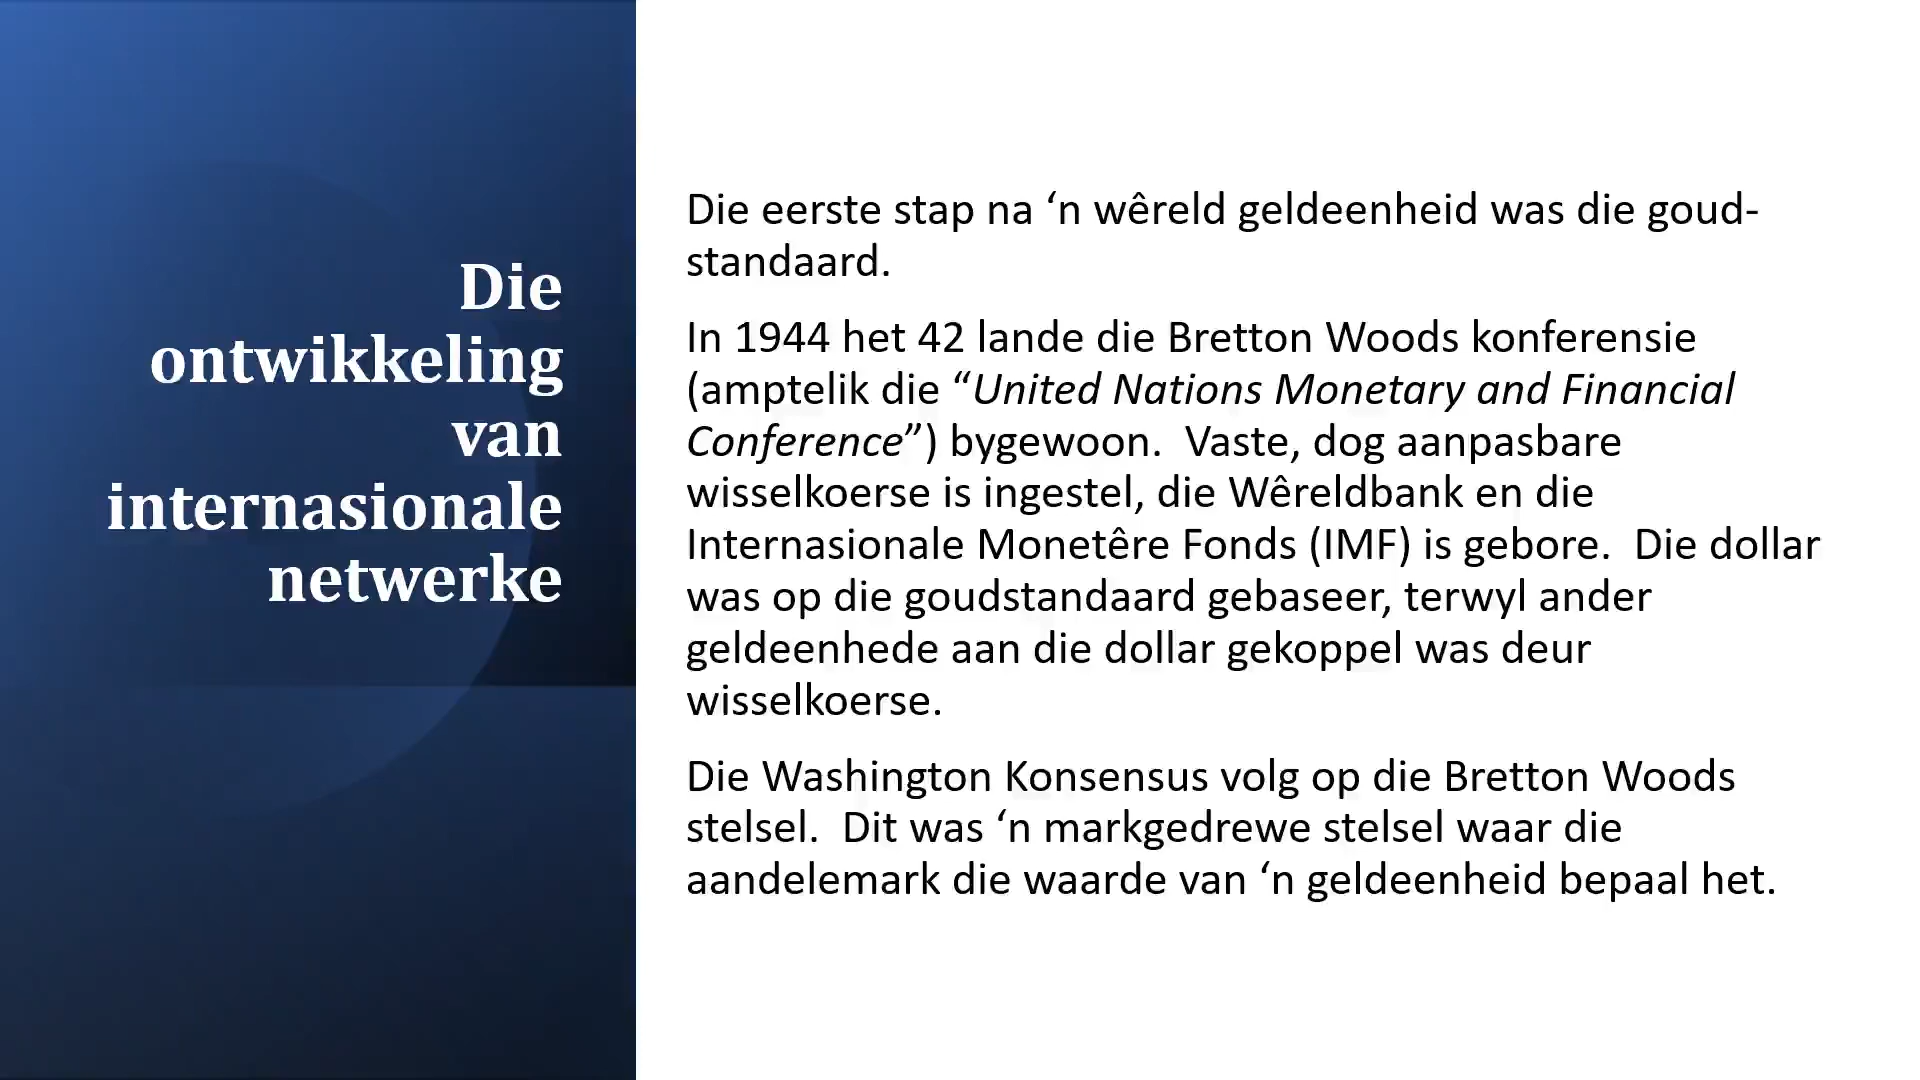 Die
ontwikkeling
van
internasionale
netwerke
Die eerste stap na ‘n wêreld geldeenheid was die goud-
standaard.
In 1944 het 42 lande die Bretton Woods konferensie
(amptelik die “United Nations Monetary and Financial
Conference”) bygewoon.  Vaste, dog aanpasbare
wisselkoerse is ingestel, die Wêreldbank en die
Internasionale Monetêre Fonds (IMF) is gebore.  Die dollar
was op die goudstandaard gebaseer, terwyl ander
geldeenhede aan die dollar gekoppel was deur
wisselkoerse.
Die Washington Konsensus volg op die Bretton Woods
stelsel.  Dit was ‘n markgedrewe stelsel waar die
aandelemark die waarde van ‘n geldeenheid bepaal het.